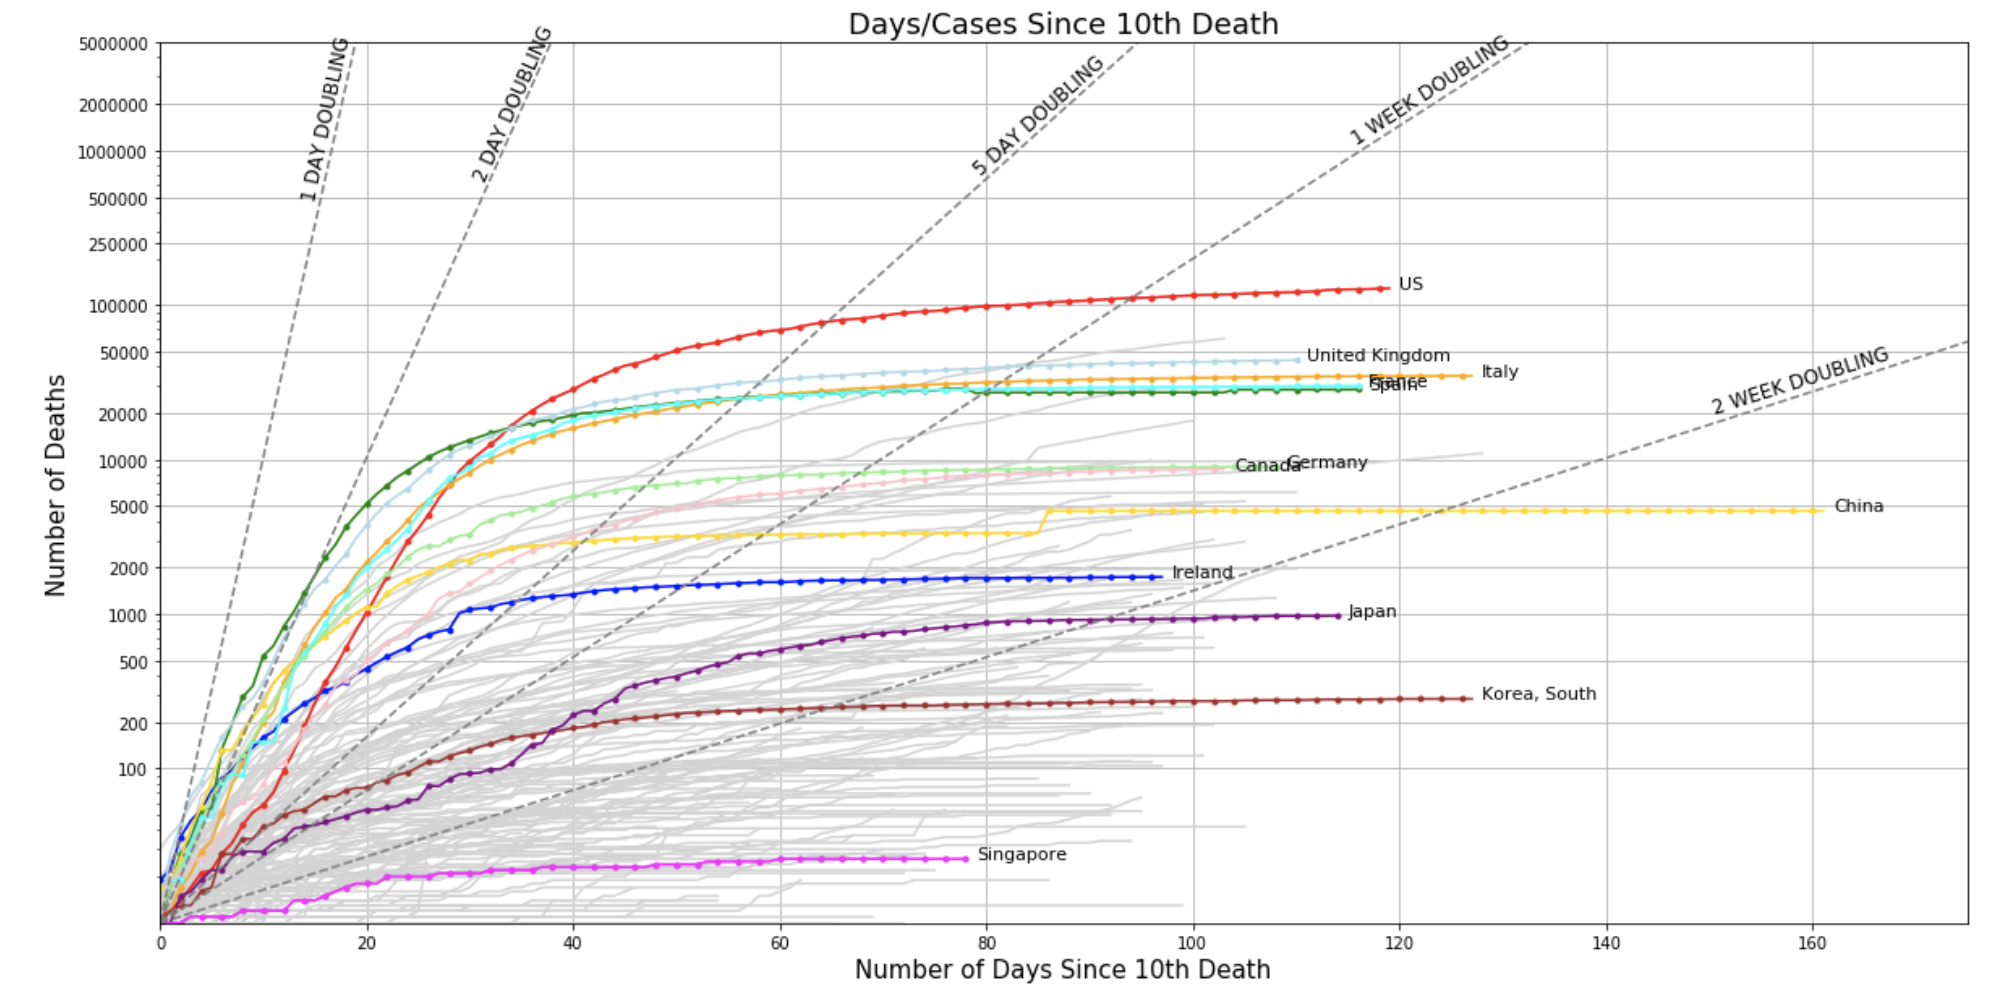 Days/Cases Since 10th Death
Number of Deaths
5000000
2000000
1000000
500000
250000
100000
50000
20000
10000
5000
2000
1000
500
200
100
1 DAY DOUBLING
2 DAY DOUBLING
5 DAY DOUBLING
1 WEEK DOUBLING
2 WEEK DOUBLING
US
United Kingdom
Italy
France
Spain
Canada
Germany
China
Ireland
Japan
Korea, South
Singapore
0 20 40 60 80 100 120 140 160
Number of Days Since 10th Death